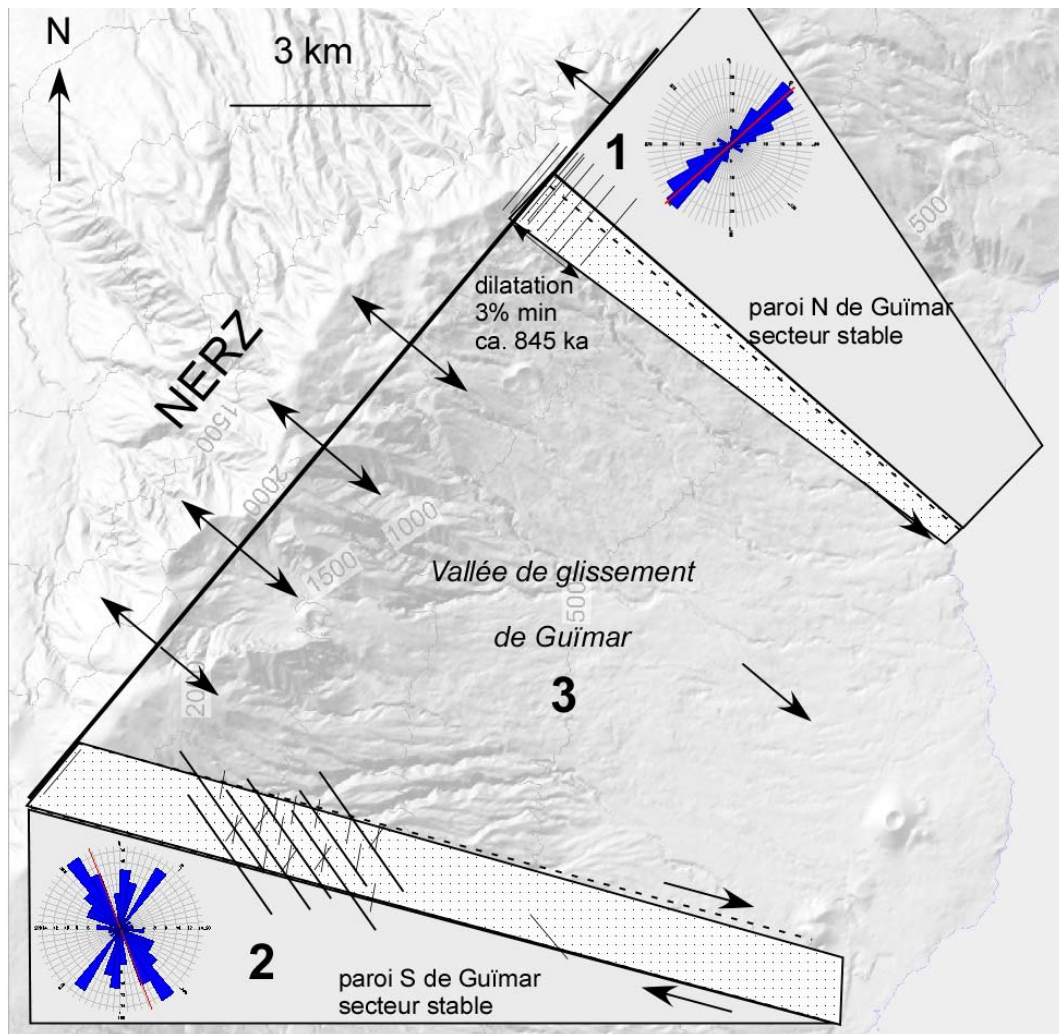 N
3 km
1
500
dilatation
3% min
ca. 845 ka
paroi N de Guïmar
secteur stable
NERZ
1500
2000
1000
1500
Vallée de glissement
500
de Guïmar
3
2
paroi S de Guïmar
secteur stable